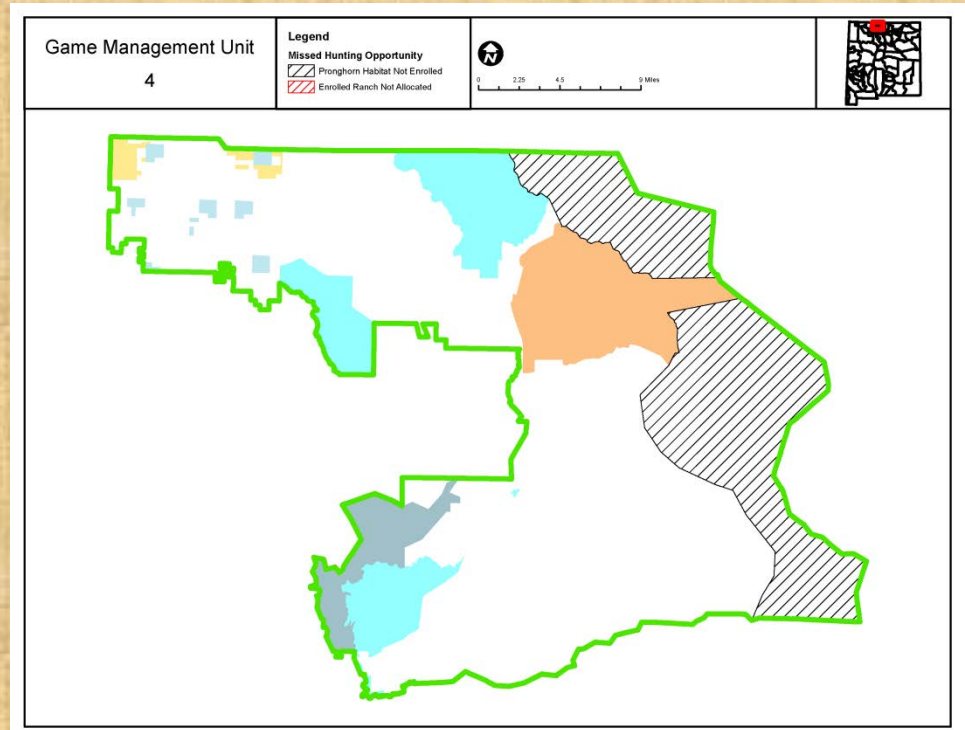 Game Management Unit
4
Legend
Missed Hunting Opportunity
Pronghorn Habitat Not Enrolled
Enrolled Ranch Not Allocated
N
0 2.25 4.5 9 Miles